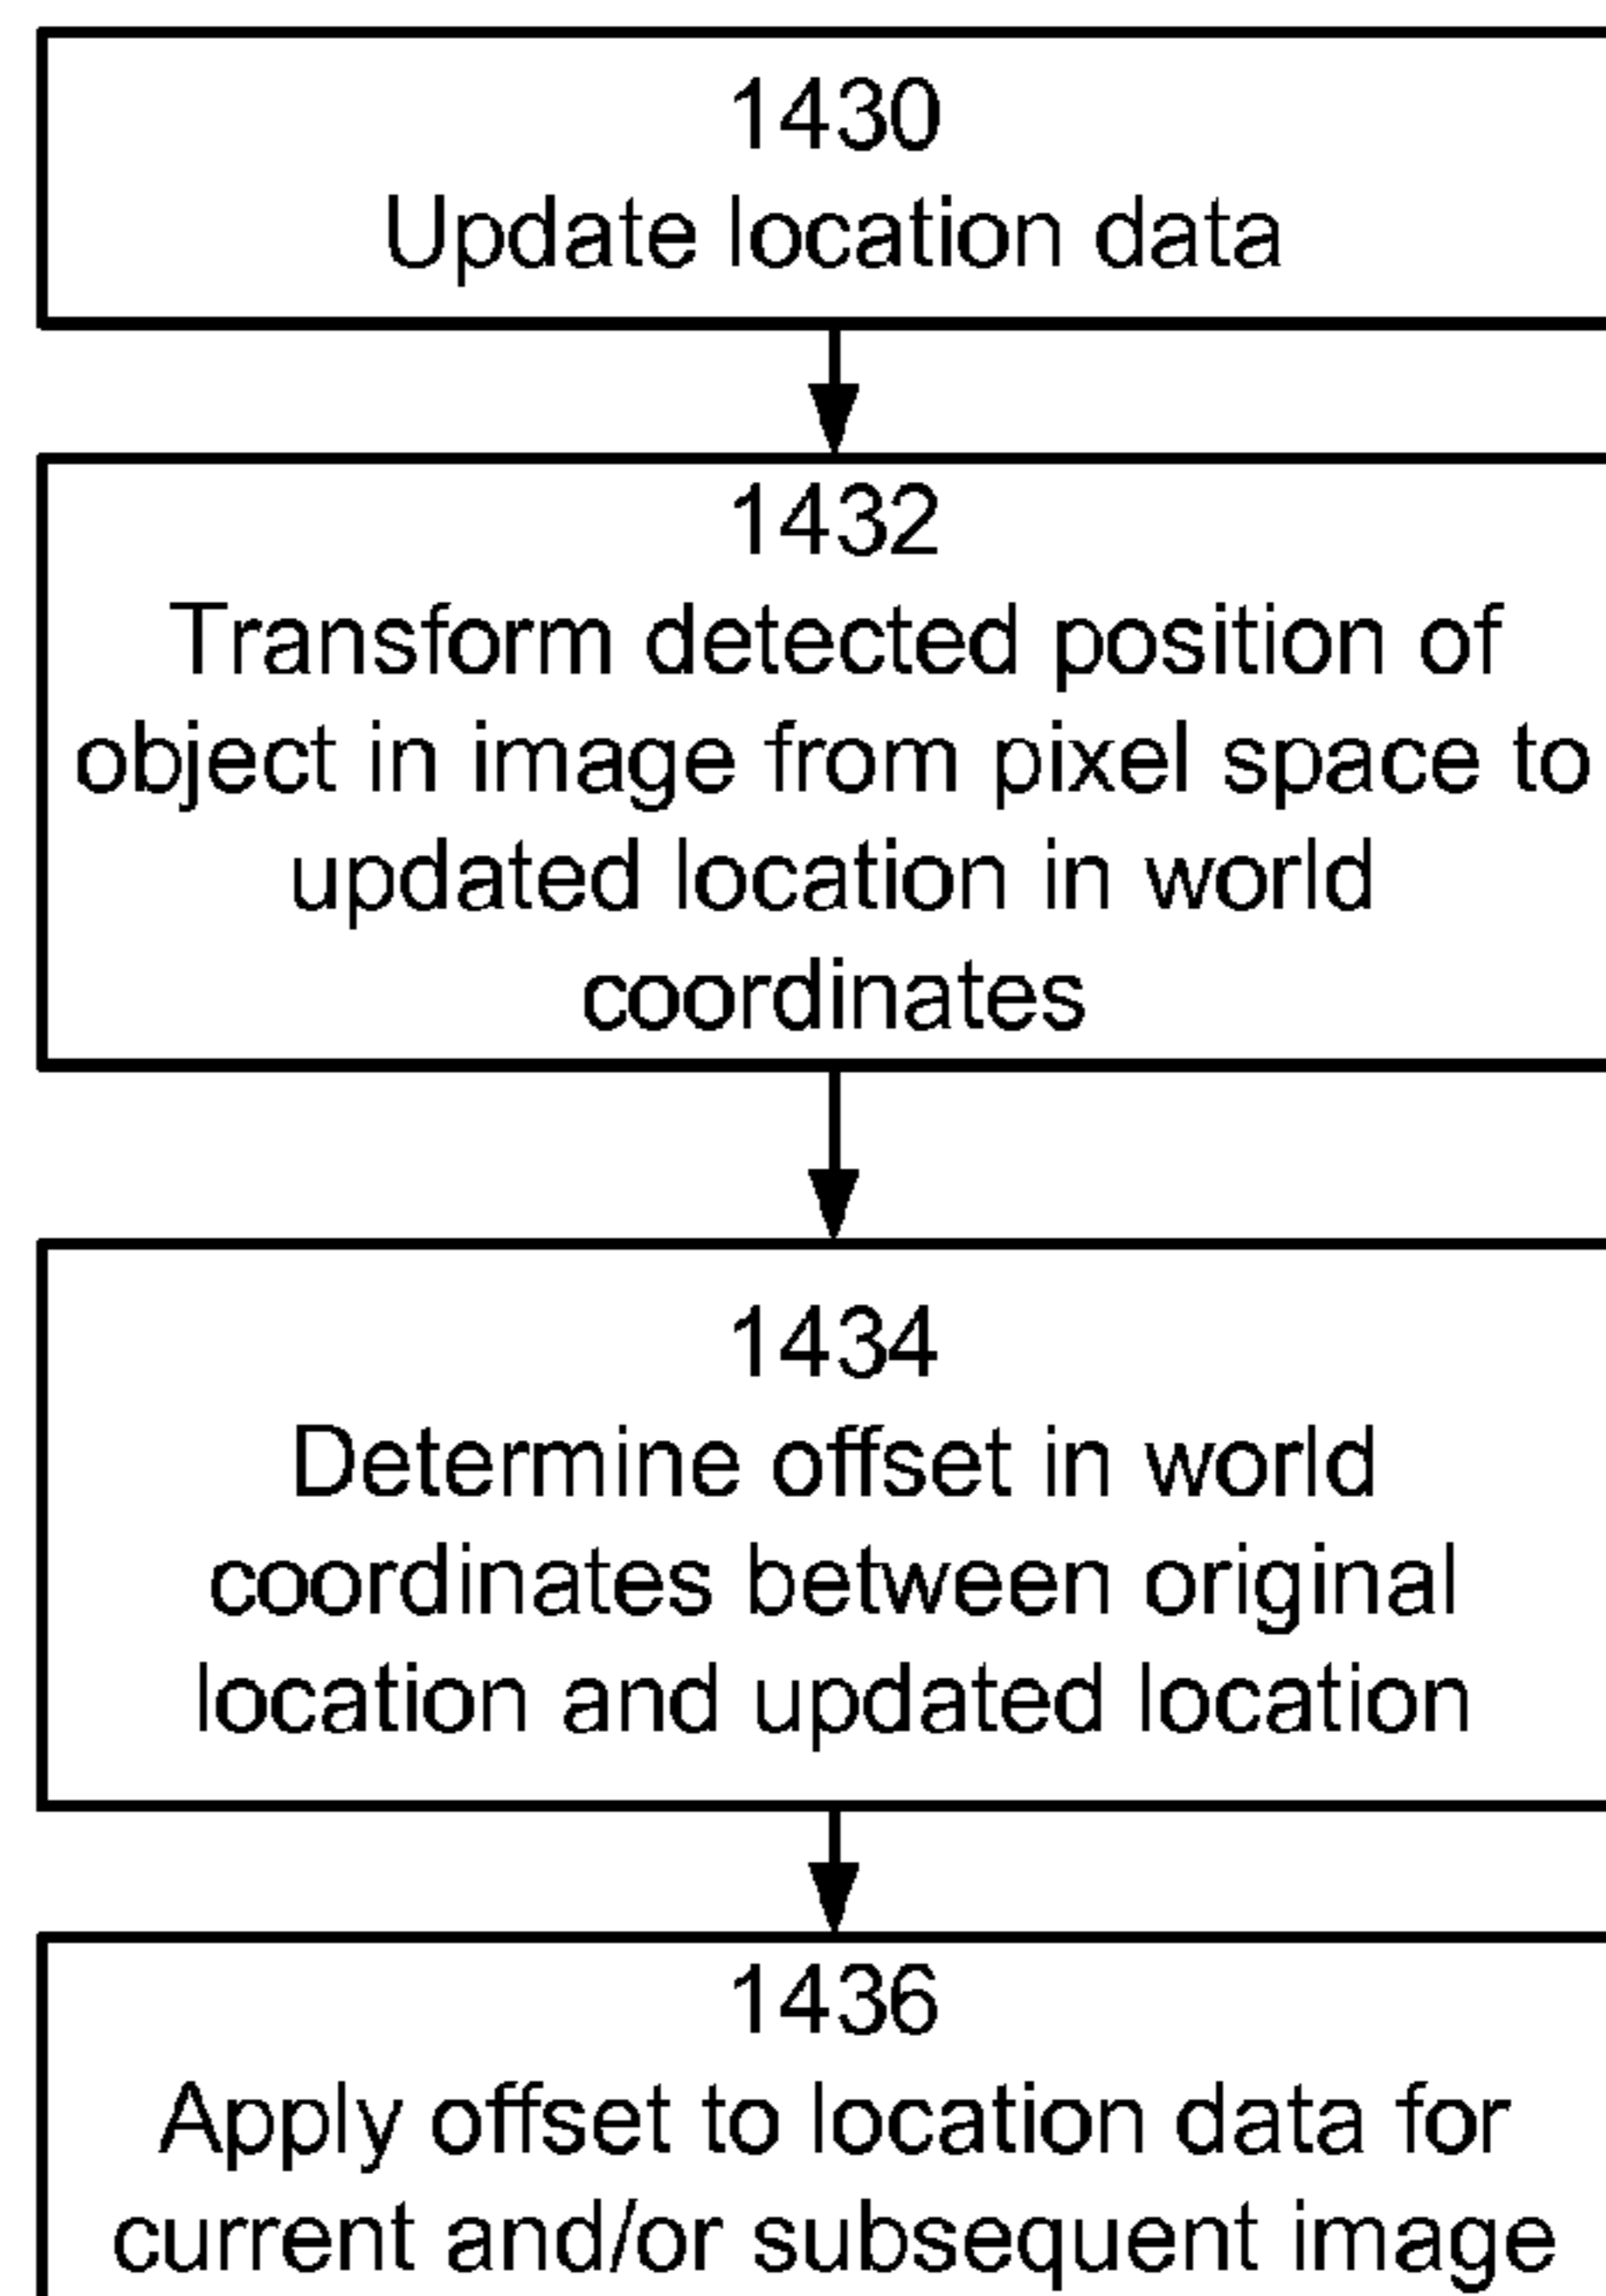 1430
Update location data
1432
Transform detected position of
object in image from pixel space to
updated location in world
coordinates
1434
Determine offset in world
coordinates between original
location and updated location
1436
Apply offset to location data for
current and/or subsequent image